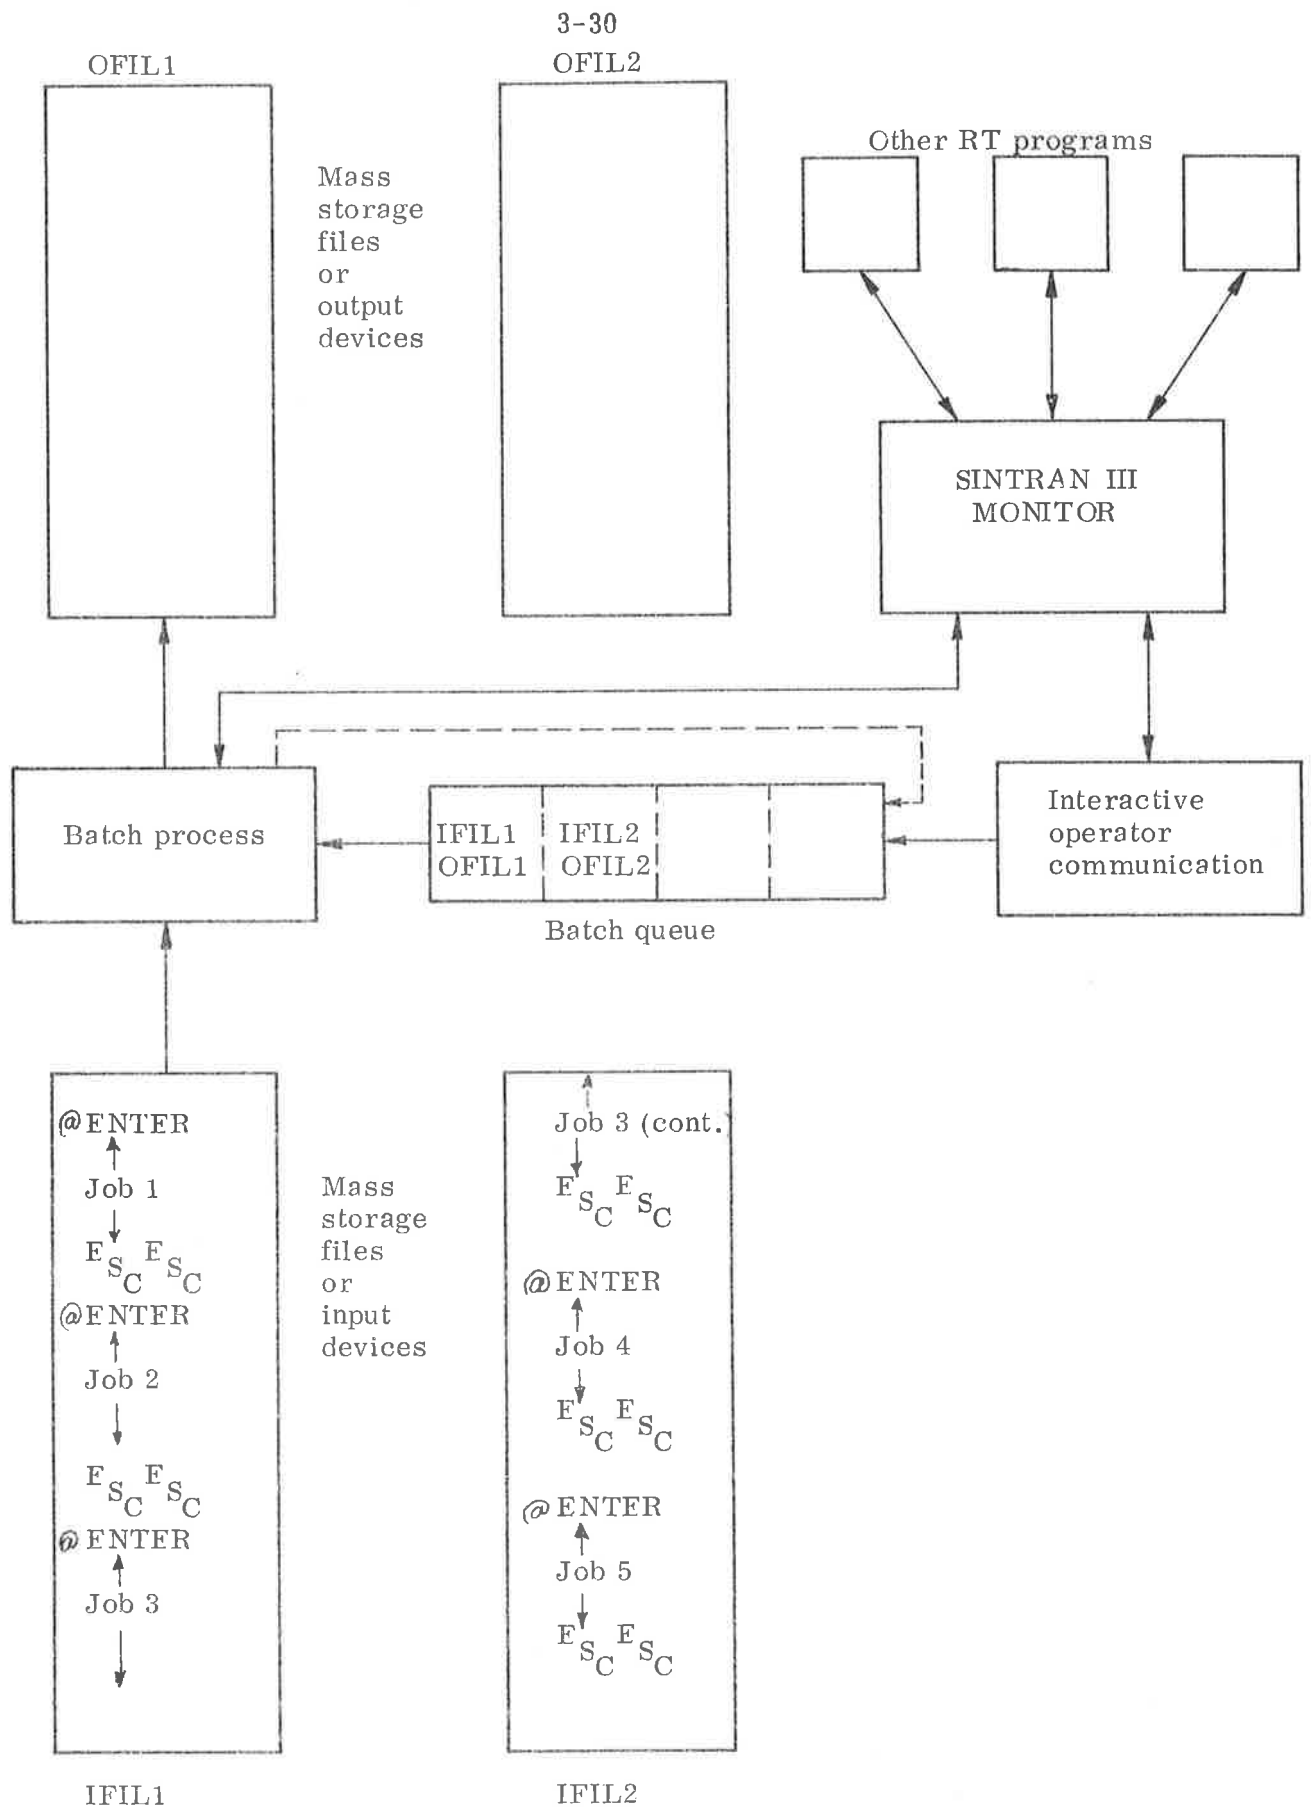 3-30
OFIL1
OFIL2
Mass
storage
files
or
output
devices
Other RT programs
SINTRAN III
MONITOR
Batch process
IFIL1
OFIL1
IFIL2
OFIL2
Batch queue
Interactive
operator
communication
@ENTER
Job 1
ESC ESC
@ENTER
Job 2
ESC ESC
@ENTER
Job 3
IFIL1
Mass
storage
files
or
input
devices
Job 3 (cont.)
ESC ESC
@ENTER
Job 4
ESC ESC
@ENTER
Job 5
ESC ESC
IFIL2